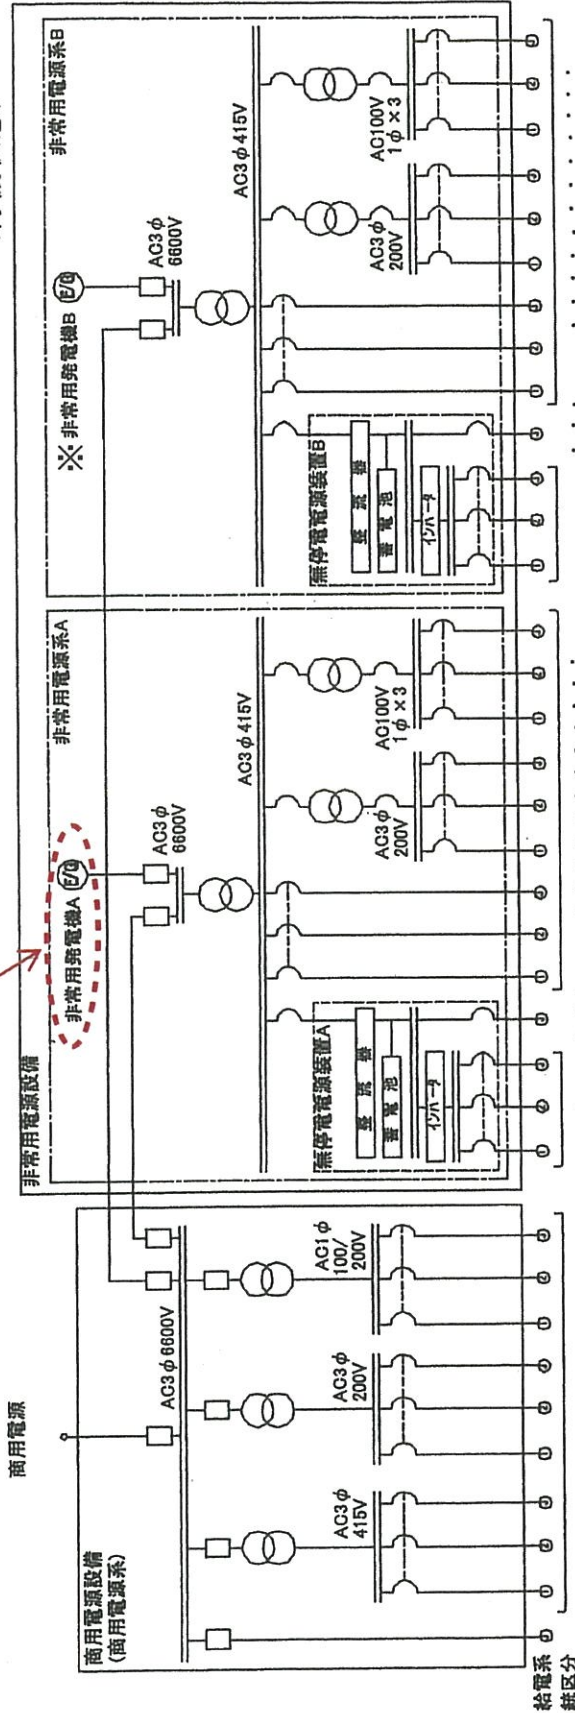 商用電源
商用電源設備
(商用電源系)
AC3φ6600V
AC3φ
415V
AC3φ
200V
AC1φ
100/
200V
給電系
統区分
非常用電源設備
非常用電源系A
非常用発電機A
E/G
AC3φ
6600V
AC3φ415V
無停電電源装置A
整流器
蓄電池
インバータ
AC3φ
200V
AC100V
1φ×3
非常用電源系B
※非常用発電機B
E/G
AC3φ
6600V
AC3φ415V
無停電電源装置B
整流器
蓄電池
インバータ
AC3φ
200V
AC100V
1φ×3